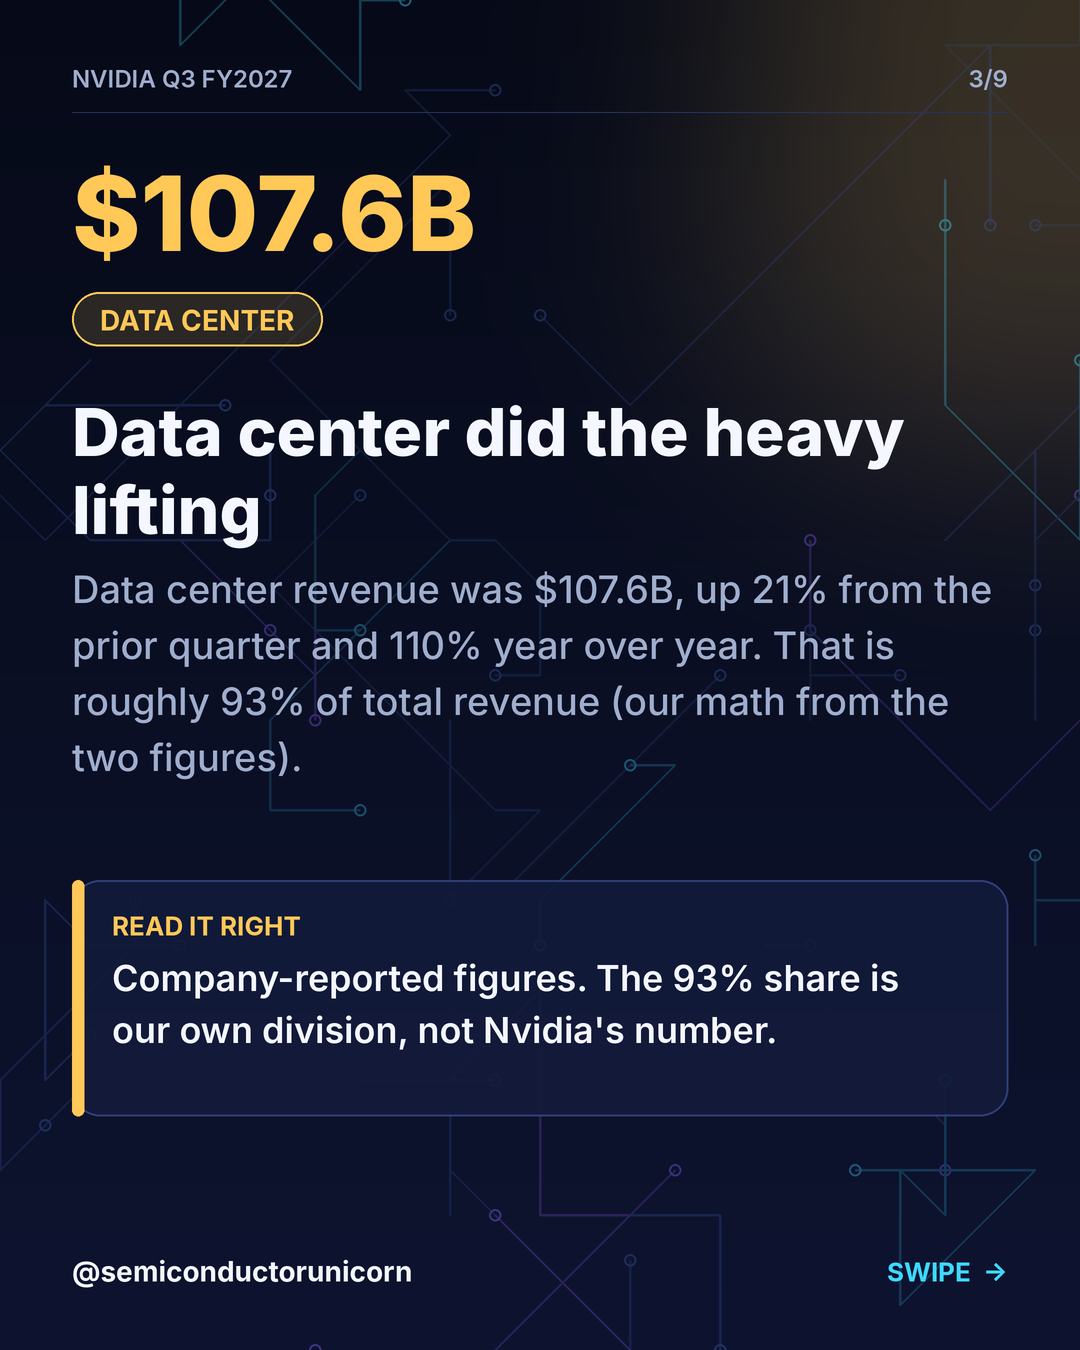 NVIDIA Q3 FY2027
3/9
$107.6B
DATA CENTER
Data center did the heavy
lifting
Data center revenue was $107.6B, up 21% from the
prior quarter and 110% year over year. That is
roughly 93% of total revenue (our math from the
two figures).
READ IT RIGHT
Company-reported figures. The 93% share is
our own division, not Nvidia's number.
@semiconductorunicorn
SWIPE →